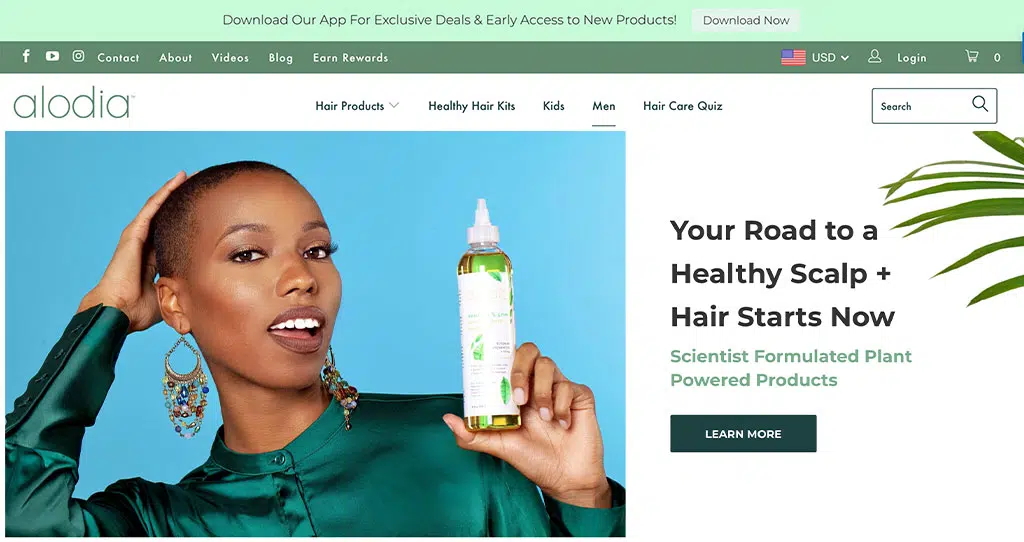 Download Our App For Exclusive Deals & Early Access to New Products! Download Now
Contact About Videos Blog Earn Rewards USD Login 0
alodia™
Hair Products Healthy Hair Kits Kids Men Hair Care Quiz Search
Your Road to a
Healthy Scalp +
Hair Starts Now
Scientist Formulated Plant
Powered Products
LEARN MORE